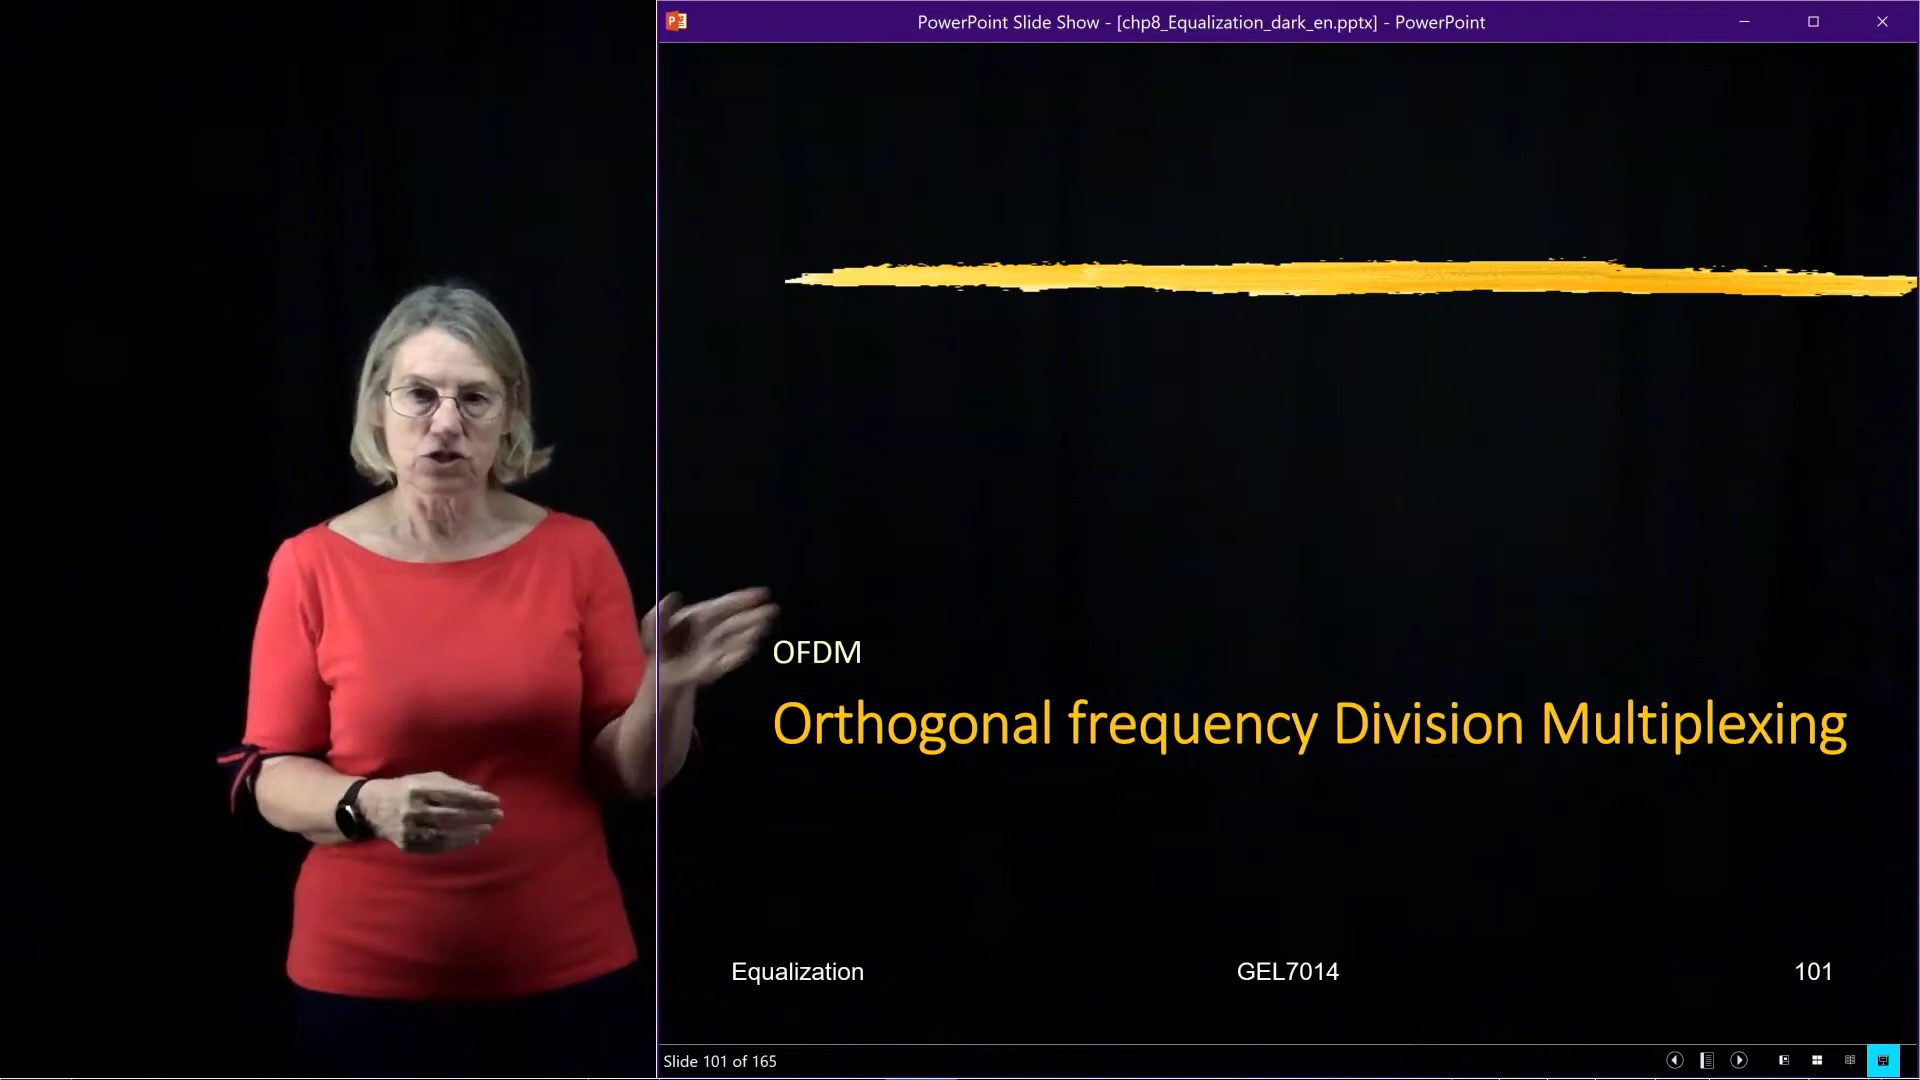 PowerPoint Slide Show - [chp8_Equalization_dark_en.pptx] - PowerPoint
OFDM
Orthogonal frequency Division Multiplexing
Equalization GEL7014 101
Slide 101 of 165